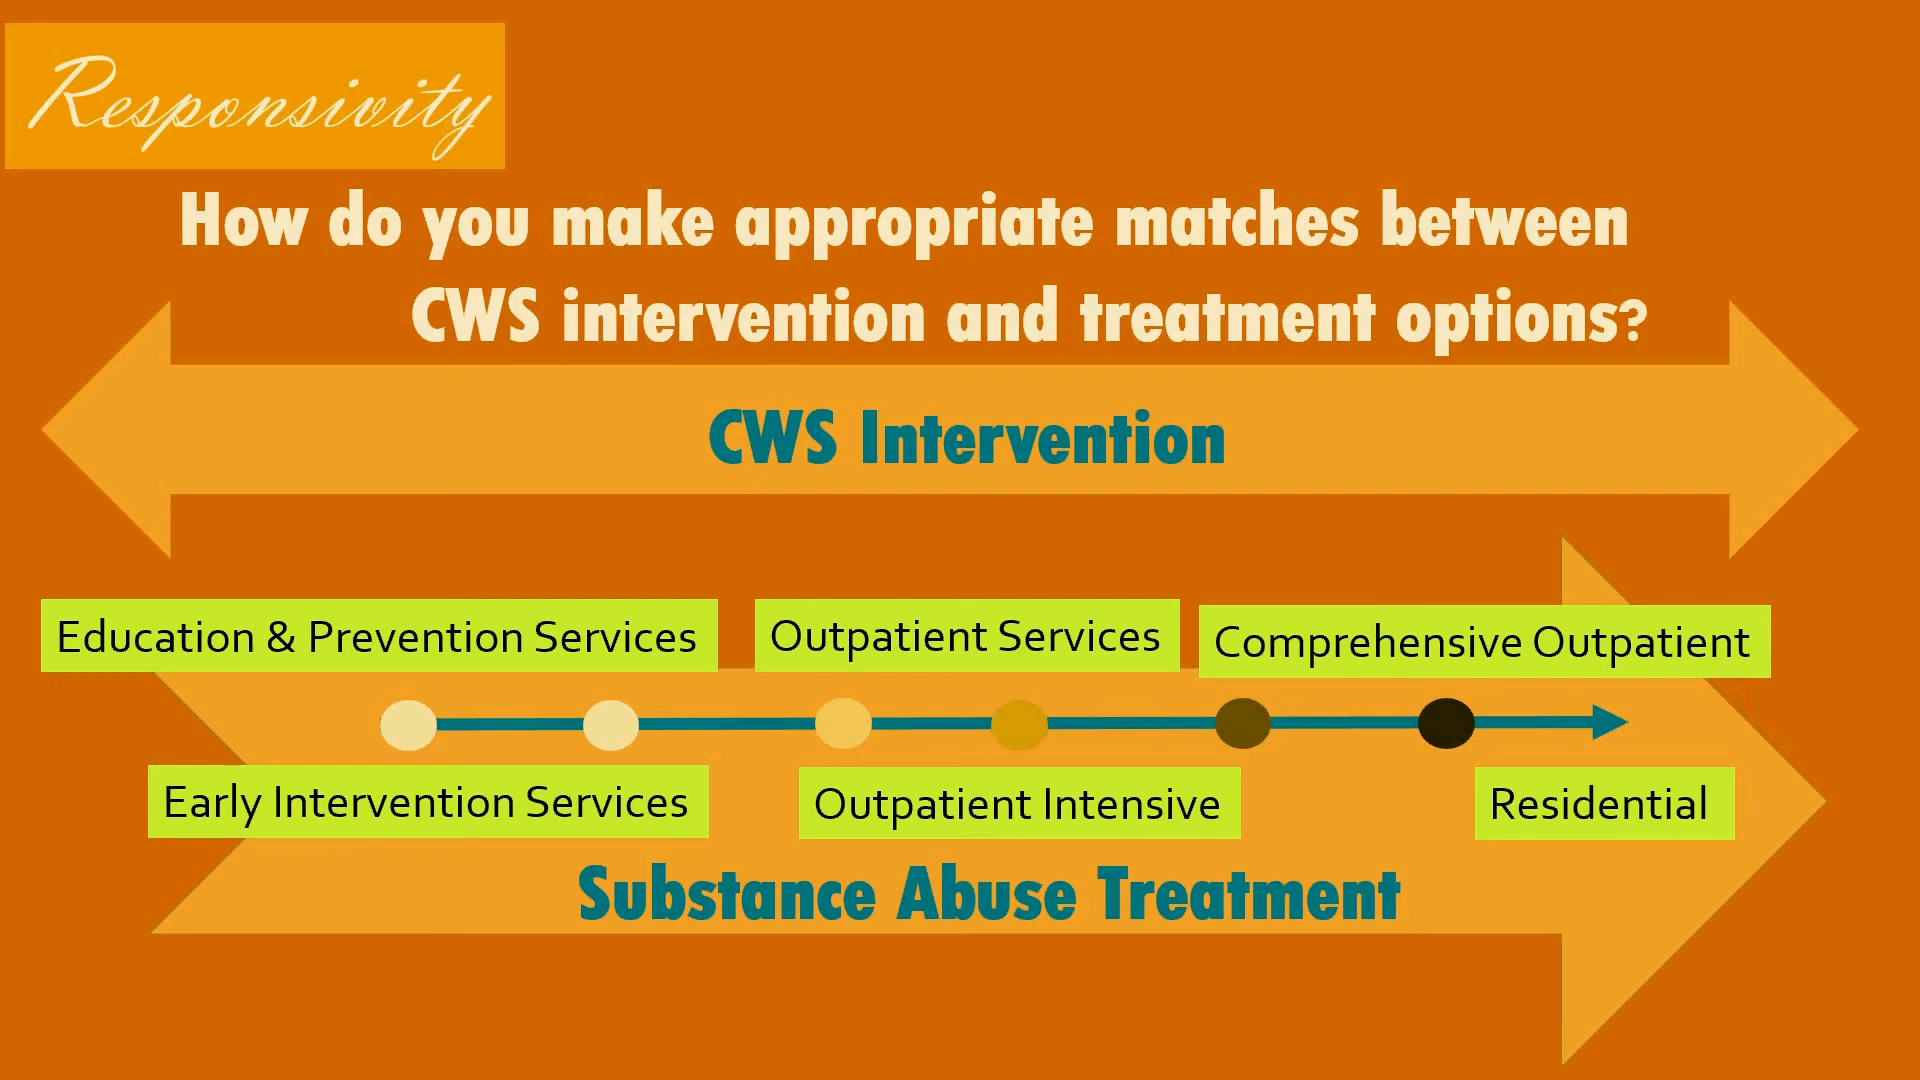 Responsivity
How do you make appropriate matches between
CWS intervention and treatment options?
CWS Intervention
Education & Prevention Services
Outpatient Services
Comprehensive Outpatient
Early Intervention Services
Outpatient Intensive
Residential
Substance Abuse Treatment